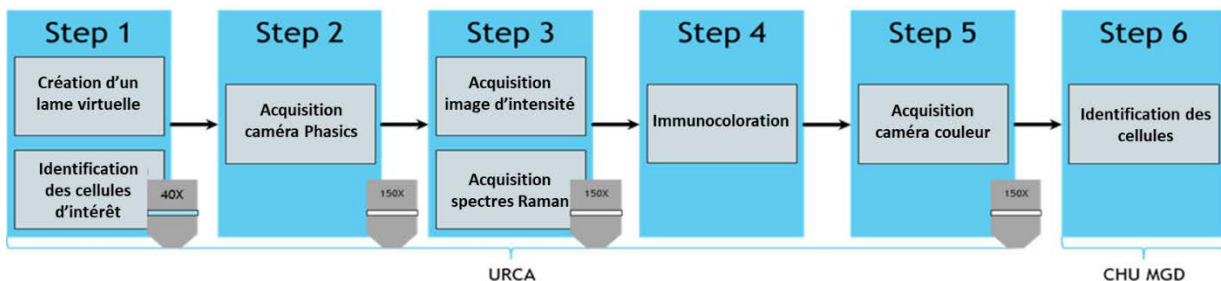 Step 1
Création d'un
lame virtuelle
Identification
des cellules
d'intérêt
40X
Step 2
Acquisition
caméra Phasics
150X
Step 3
Acquisition
image d'intensité
Acquisition
spectres Raman
150X
Step 4
Immunocoloration
Step 5
Acquisition
caméra couleur
150X
Step 6
Identification des
cellules
URCA
CHU MGD